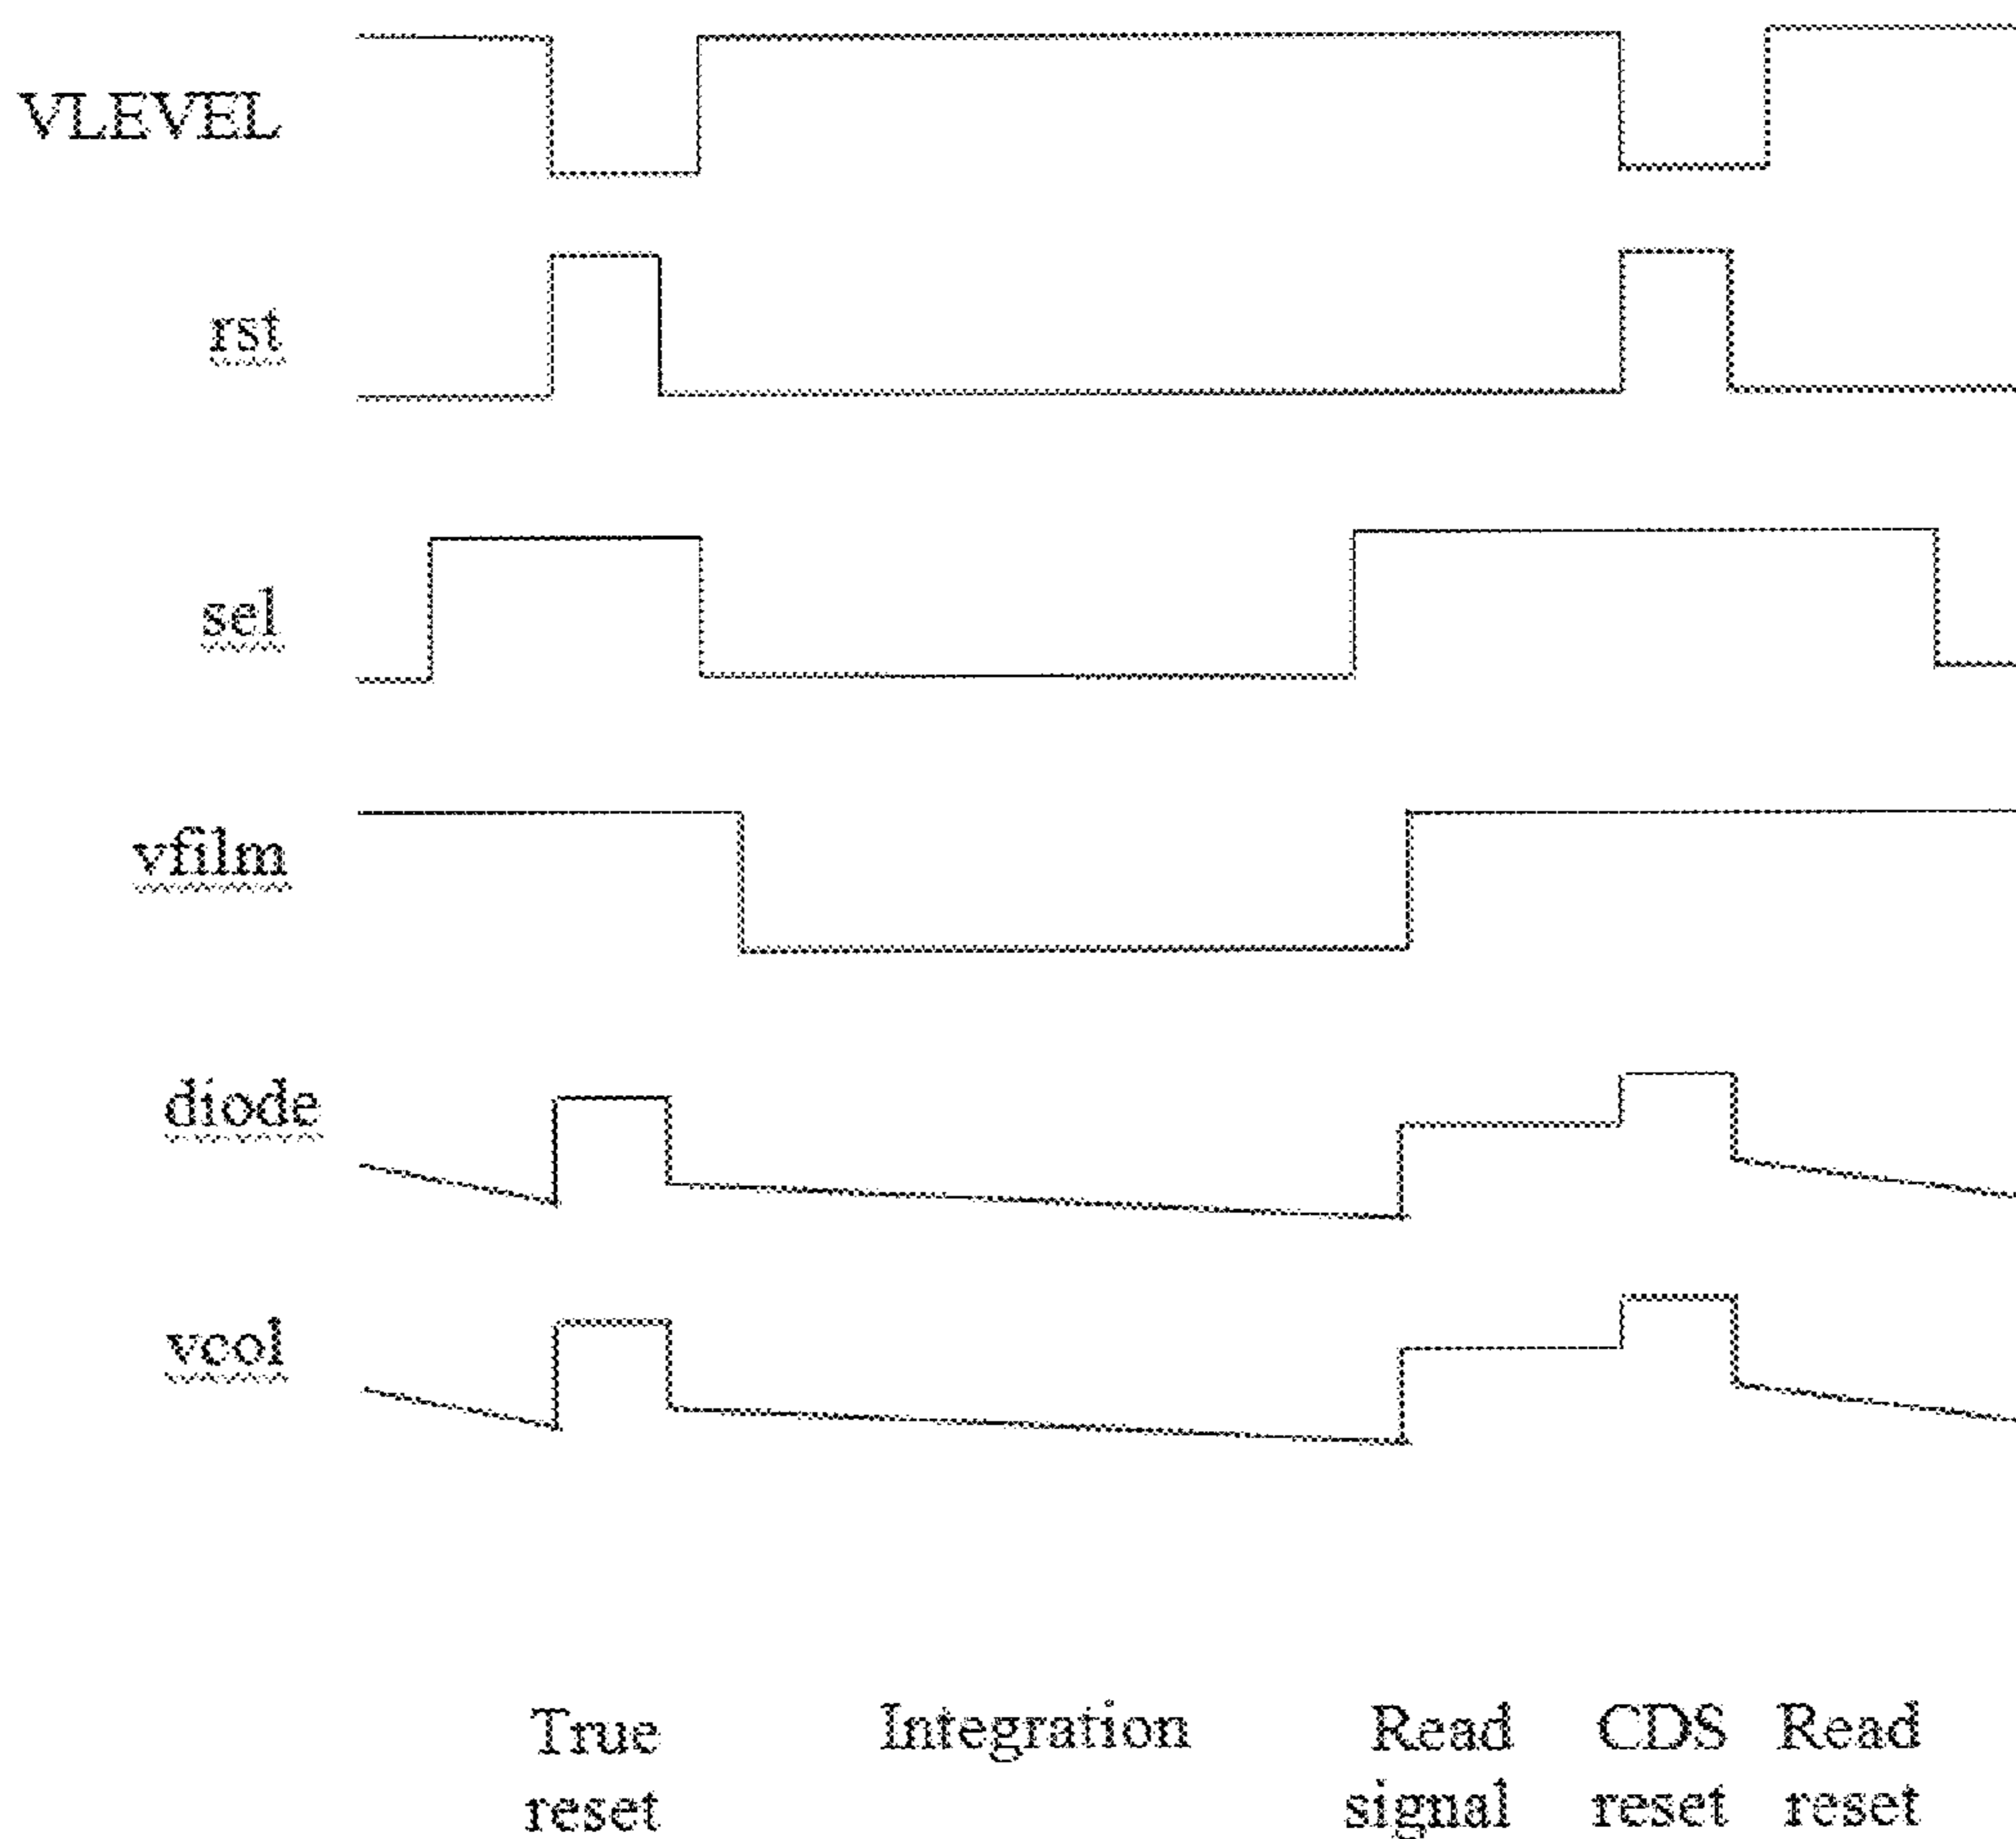 VLEVEL
rst
sel
vfilm
diode
vcol
True Integration Read CDS Read
reset signal reset reset